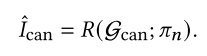 Î_can = R(𝒢_can; π_n).